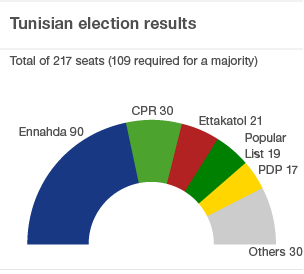 Tunisian election results
Total of 217 seats (109 required for a majority)
CPR 30
Ettakatol 21
Ennahda 90
Popular
List 19
PDP 17
Others 30